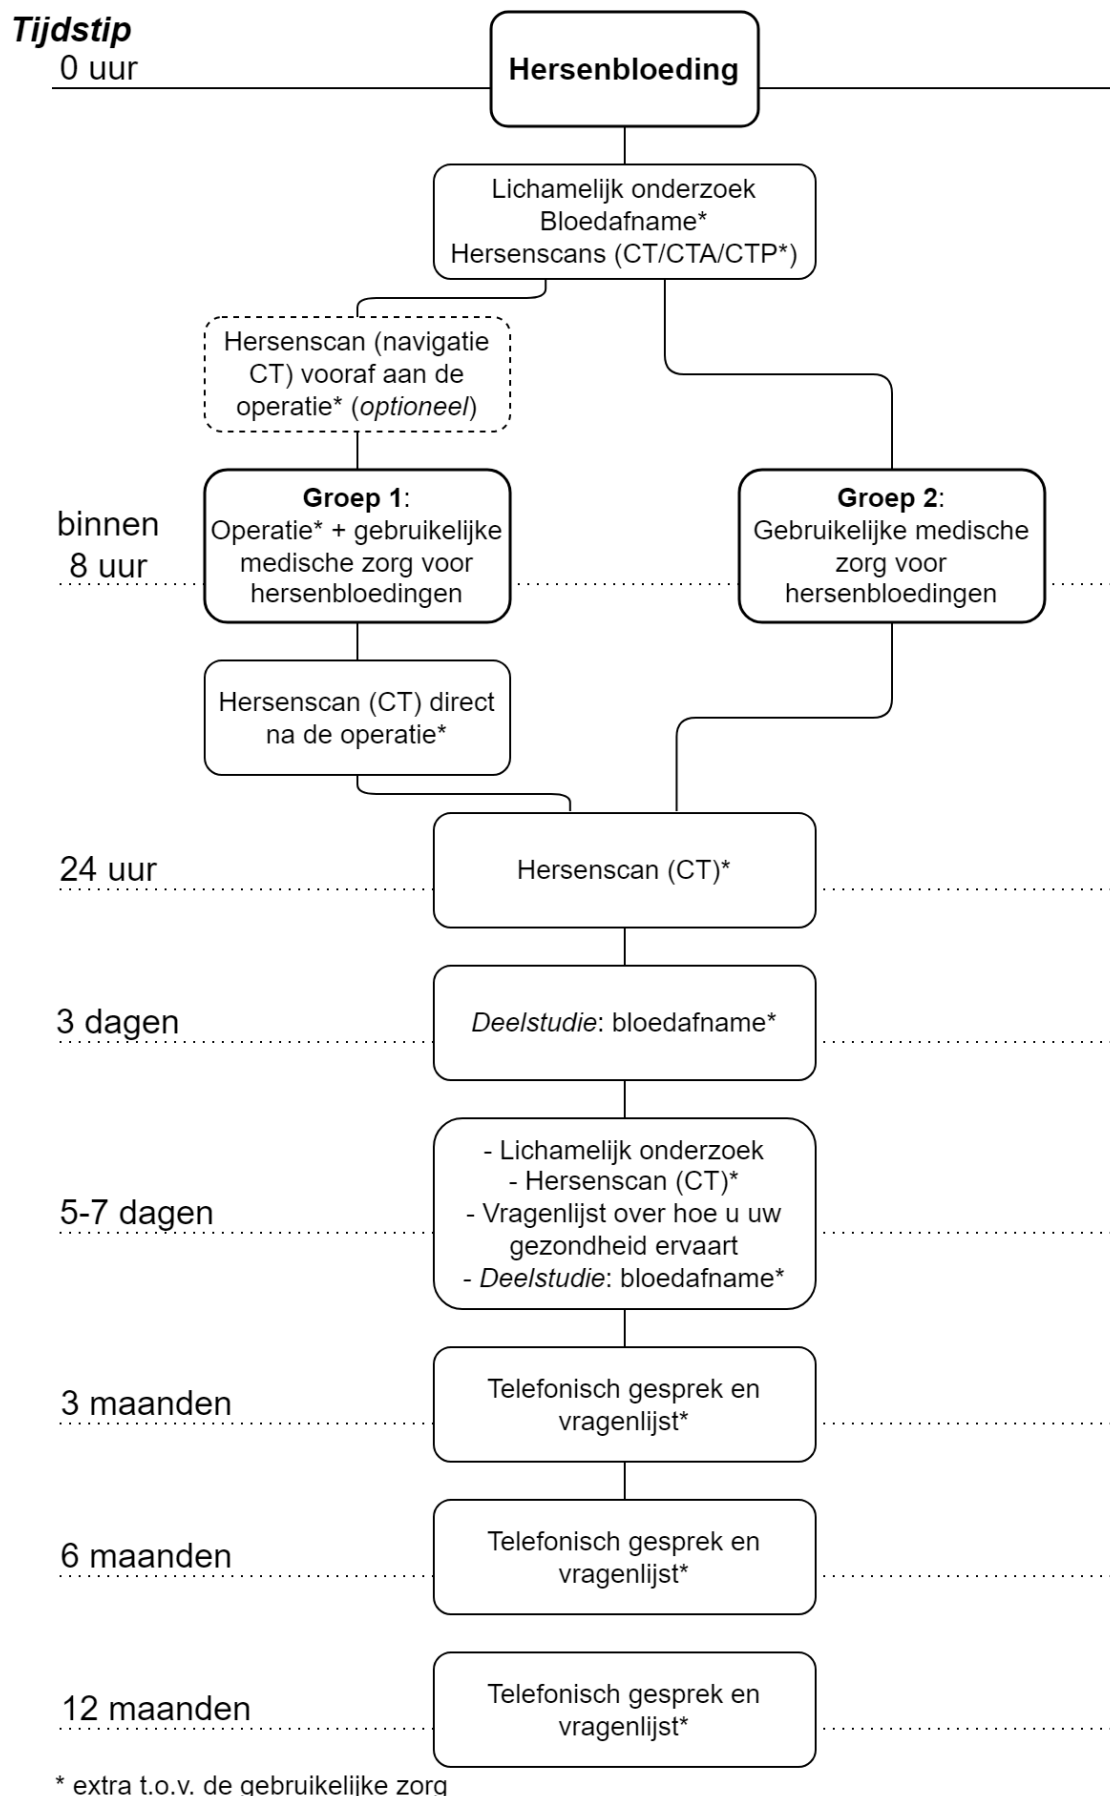 Tijdstip
0 uur
Hersenbloeding
Lichamelijk onderzoek
Bloedafname*
Hersenscans (CT/CTA/CTP*)
Hersenscan (navigatie
CT) vooraf aan de
operatie* (optioneel)
binnen
8 uur
Groep 1:
Operatie* + gebruikelijke
medische zorg voor
hersenbloedingen
Groep 2:
Gebruikelijke medische
zorg voor
hersenbloedingen
Hersenscan (CT) direct
na de operatie*
24 uur
Hersenscan (CT)*
3 dagen
Deelstudie: bloedafname*
5-7 dagen
- Lichamelijk onderzoek
- Hersenscan (CT)*
- Vragenlijst over hoe u uw
gezondheid ervaart
- Deelstudie: bloedafname*
3 maanden
Telefonisch gesprek en
vragenlijst*
6 maanden
Telefonisch gesprek en
vragenlijst*
12 maanden
Telefonisch gesprek en
vragenlijst*
* extra t.o.v. de gebruikelijke zorg